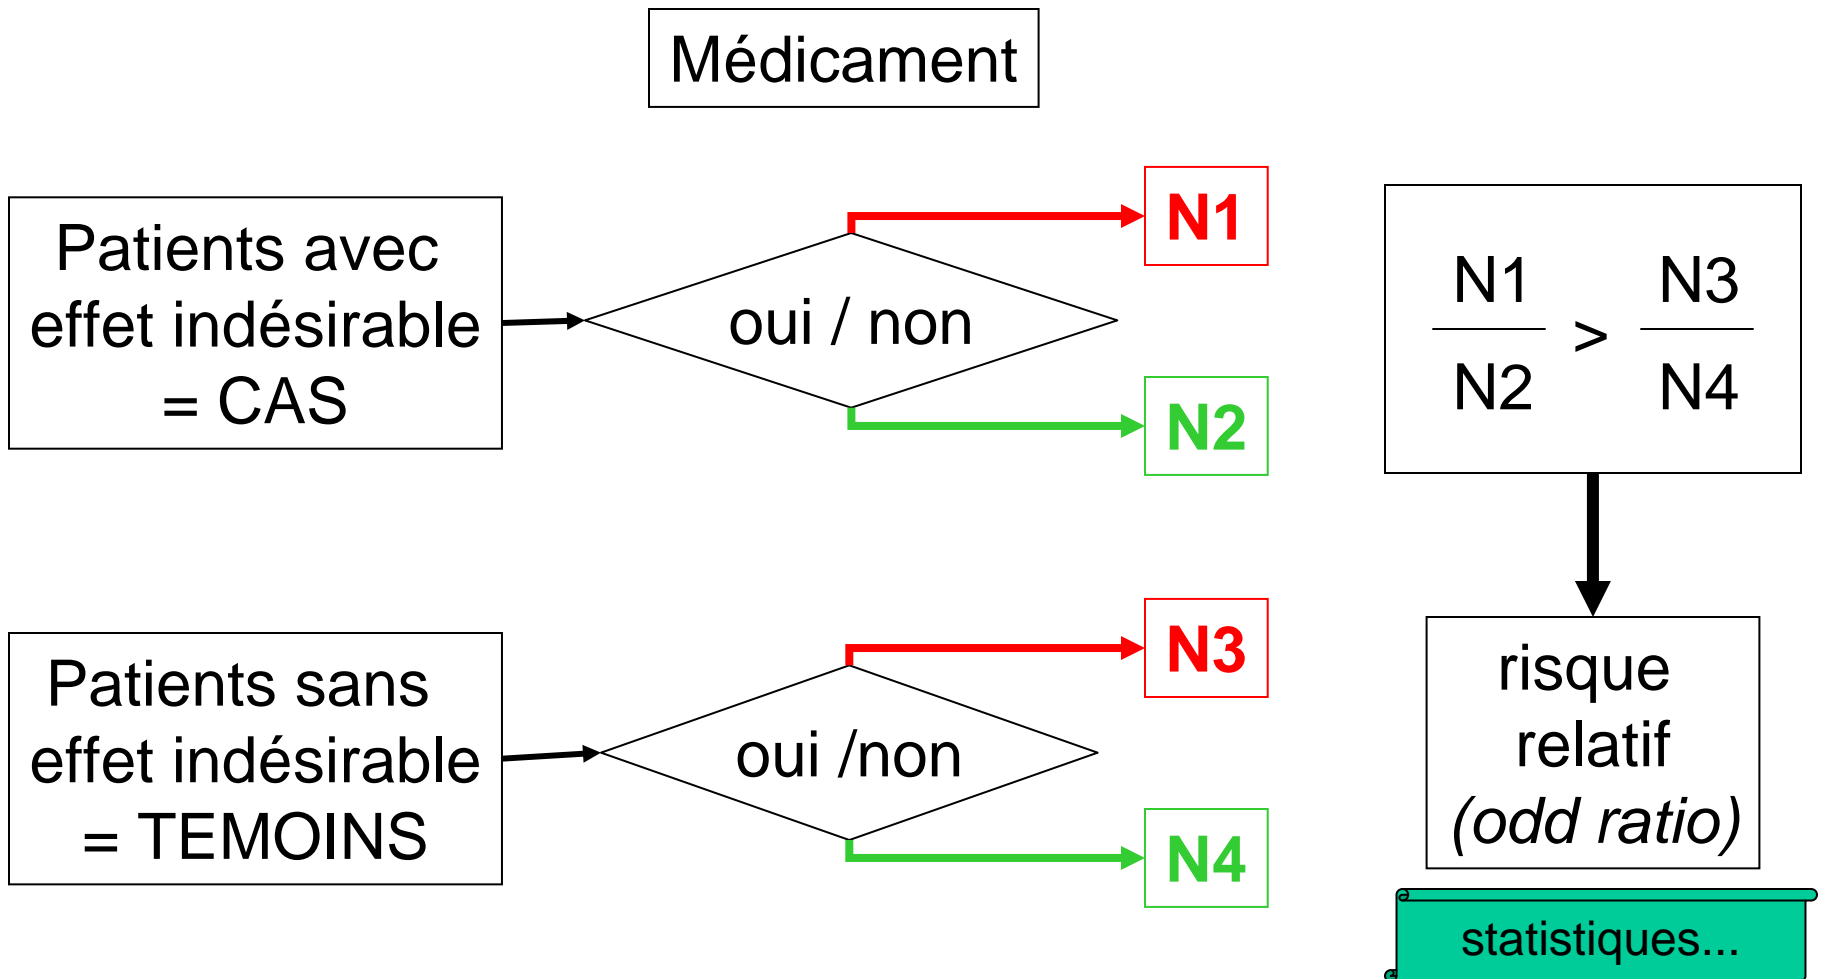 Médicament
Patients avec
effet indésirable
= CAS
oui / non
N1
N2
N1
N2
>
N3
N4
Patients sans
effet indésirable
= TEMOINS
oui /non
N3
N4
risque
relatif
(odd ratio)
statistiques...